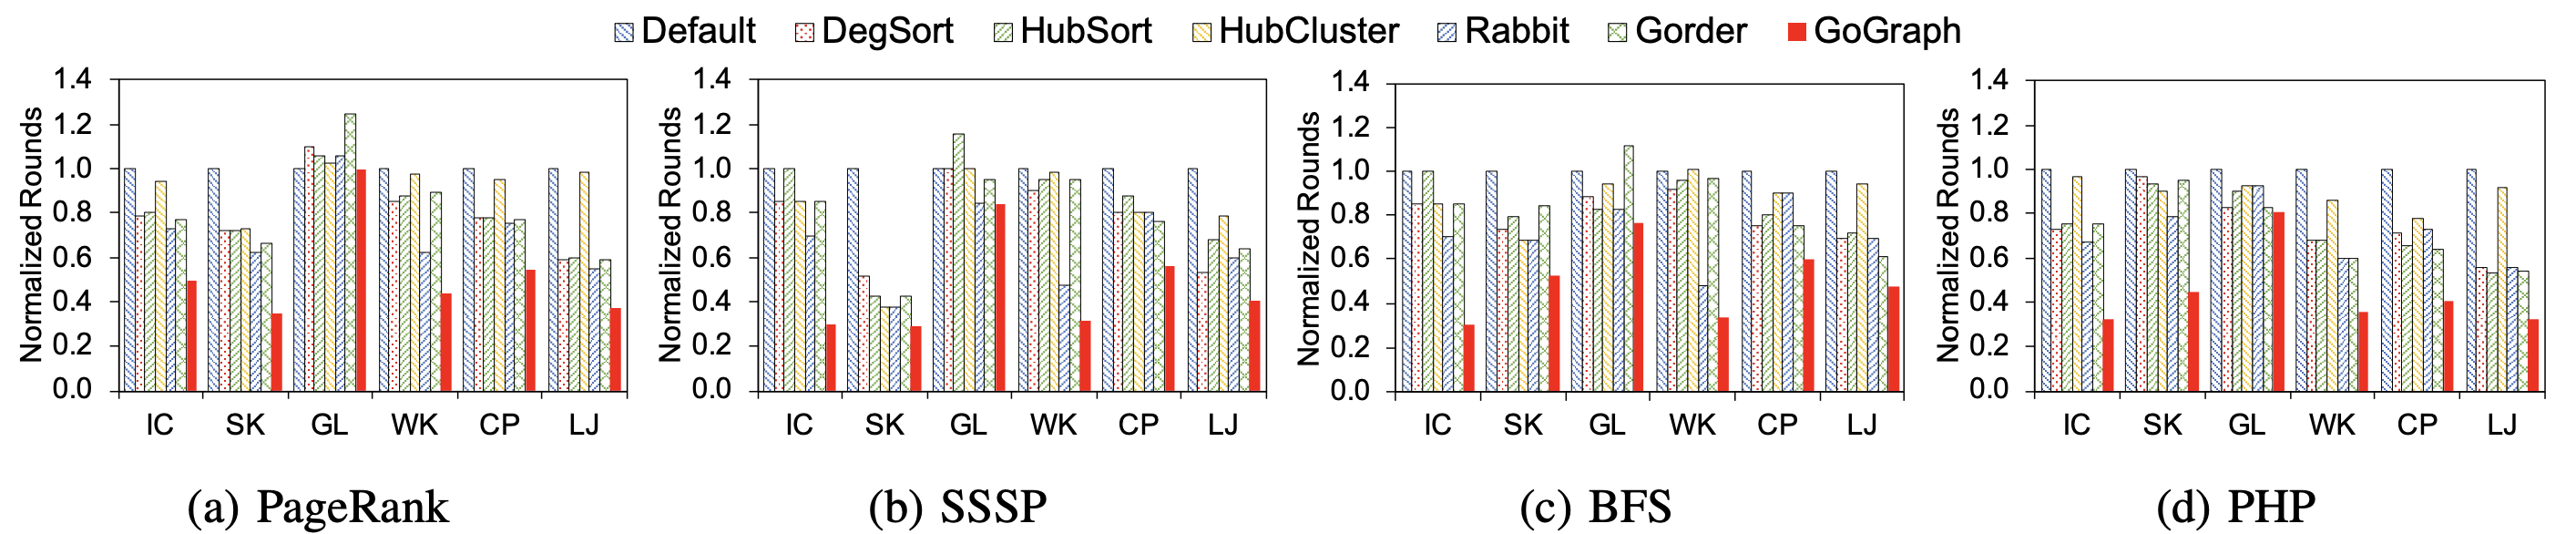 Default DegSort HubSort HubCluster Rabbit Gorder GoGraph
Normalized Rounds
1.4
1.2
1.0
0.8
0.6
0.4
0.2
0.0
IC SK GL WK CP LJ
(a) PageRank
Normalized Rounds
1.4
1.2
1.0
0.8
0.6
0.4
0.2
0.0
IC SK GL WK CP LJ
(b) SSSP
Normalized Rounds
1.4
1.2
1.0
0.8
0.6
0.4
0.2
0.0
IC SK GL WK CP LJ
(c) BFS
Normalized Rounds
1.4
1.2
1.0
0.8
0.6
0.4
0.2
0.0
IC SK GL WK CP LJ
(d) PHP